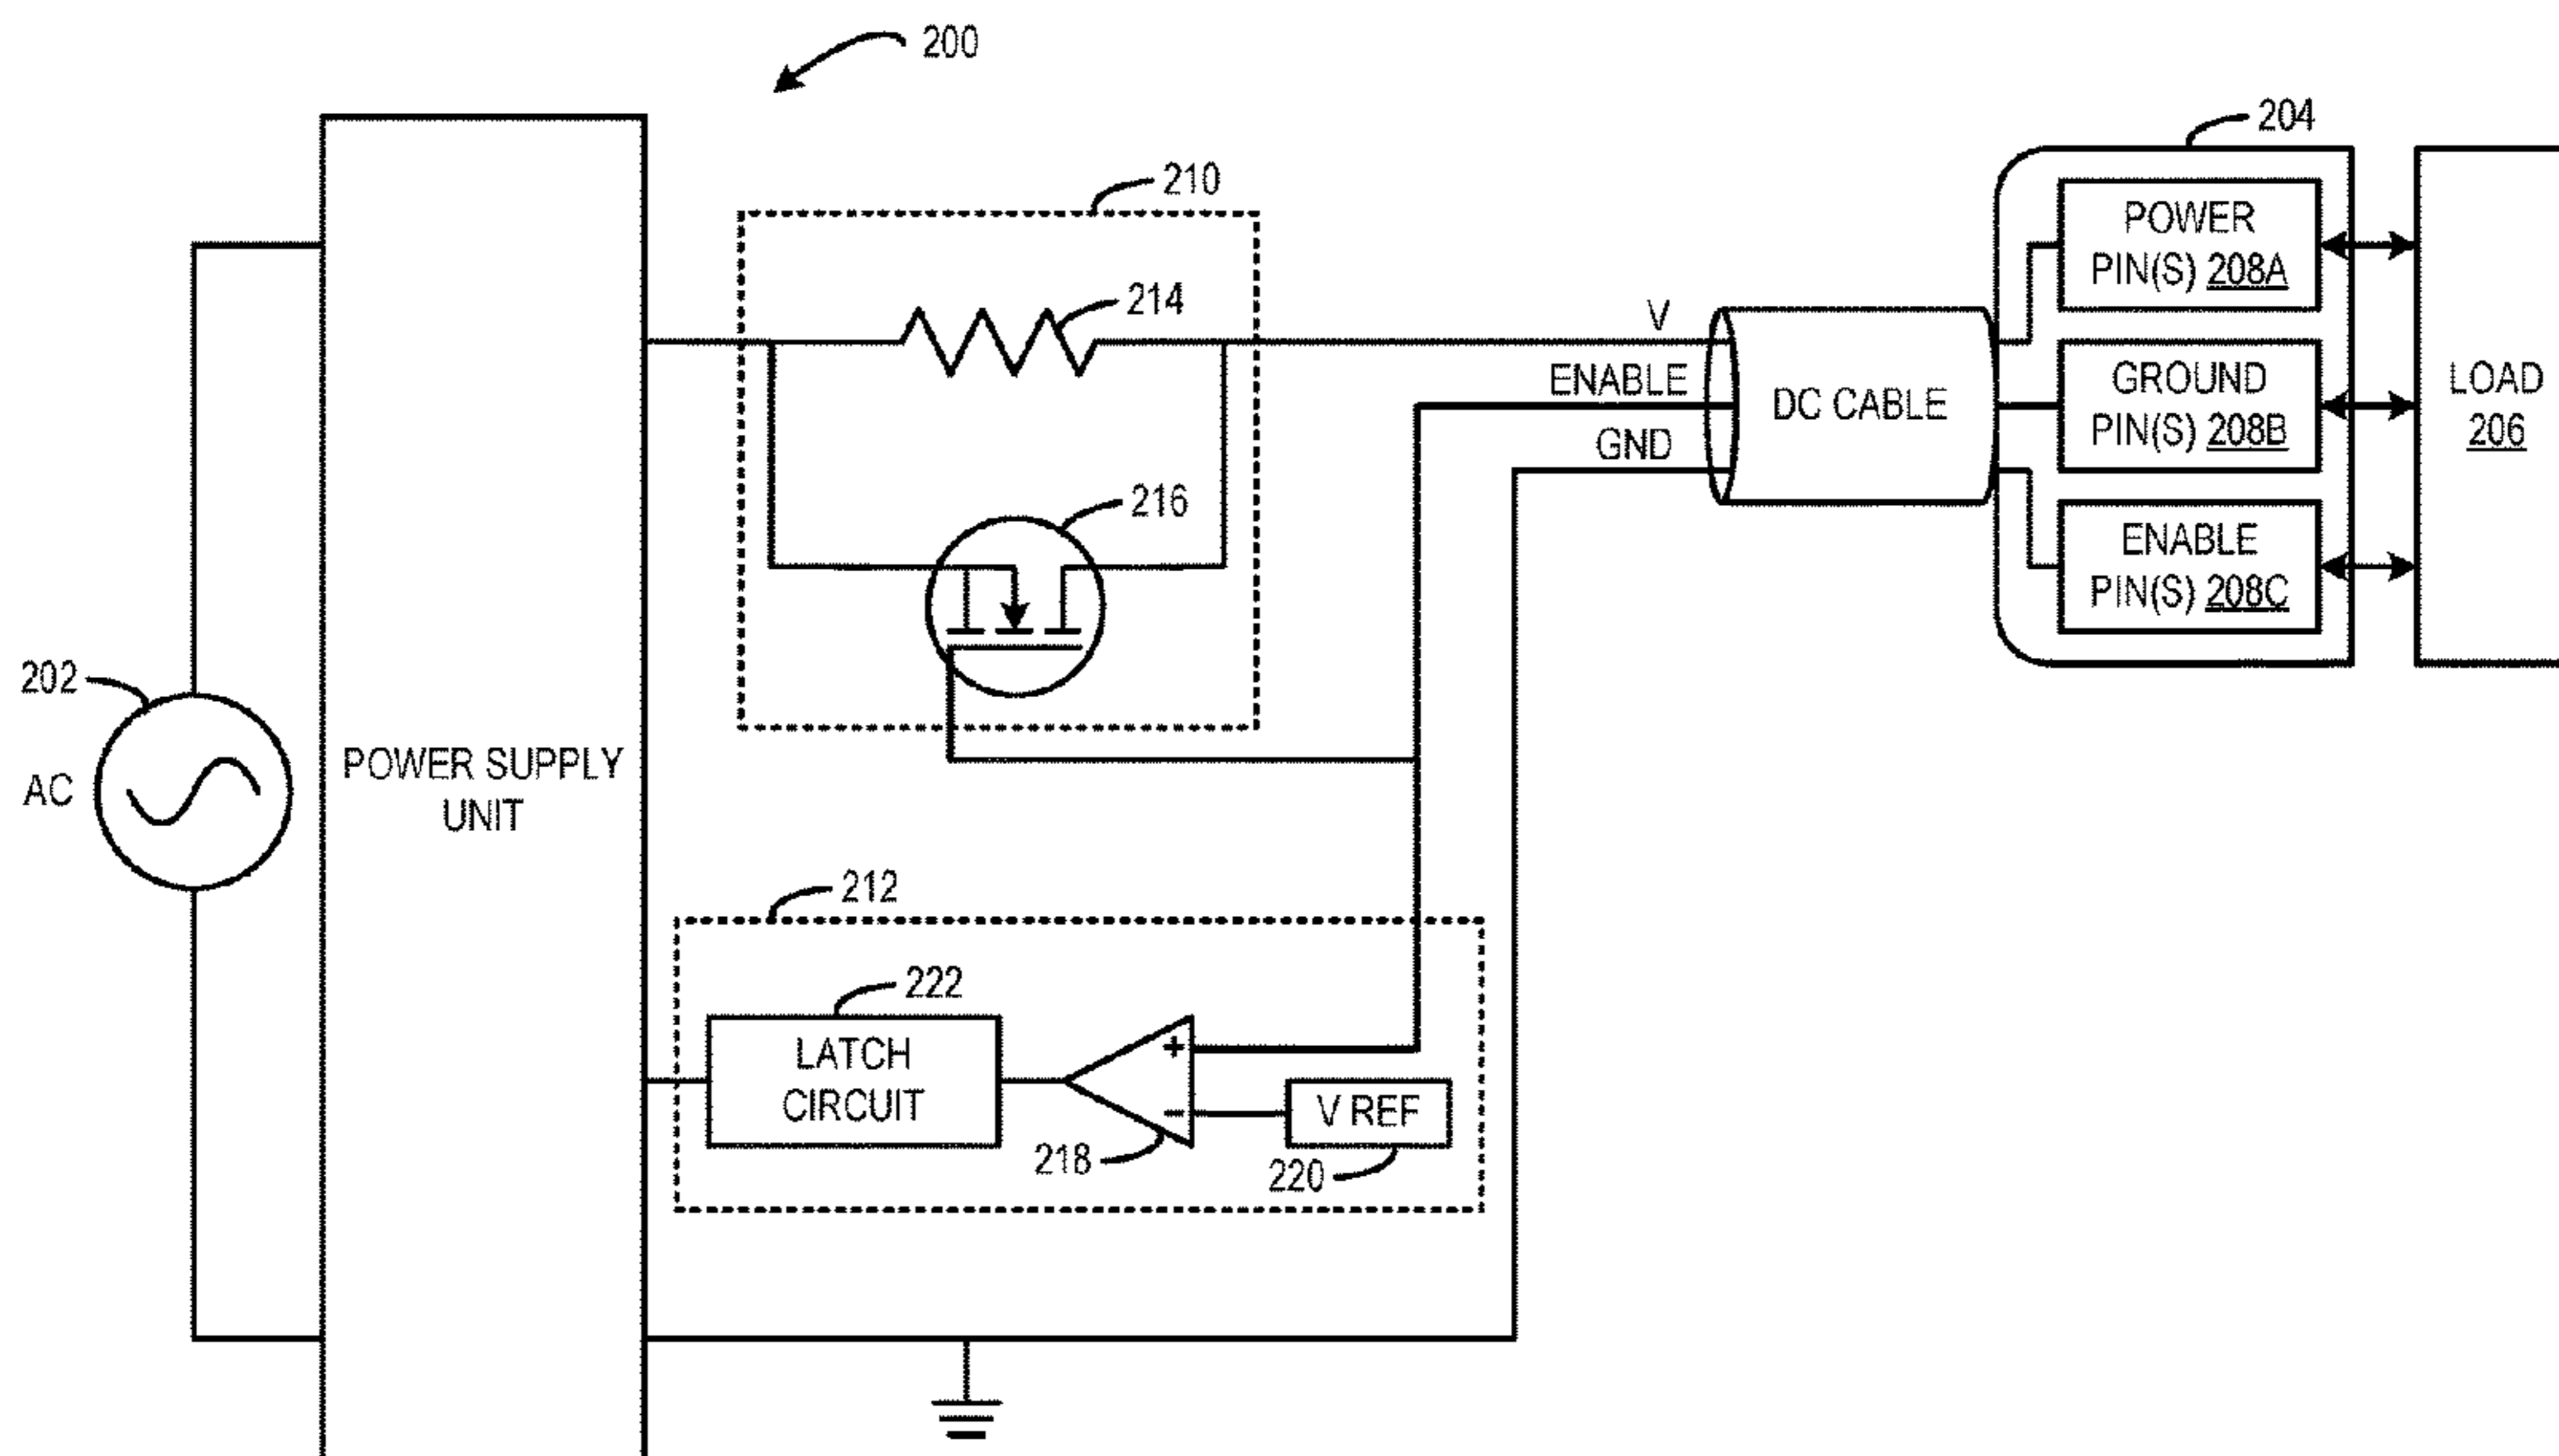 200
204
210
POWER
PIN(S) 208A
214
V
ENABLE
GND
DC CABLE
GROUND
PIN(S) 208B
LOAD
206
216
ENABLE
PIN(S) 208C
202
AC
POWER SUPPLY
UNIT
212
222
LATCH
CIRCUIT
+
−
V REF
218
220